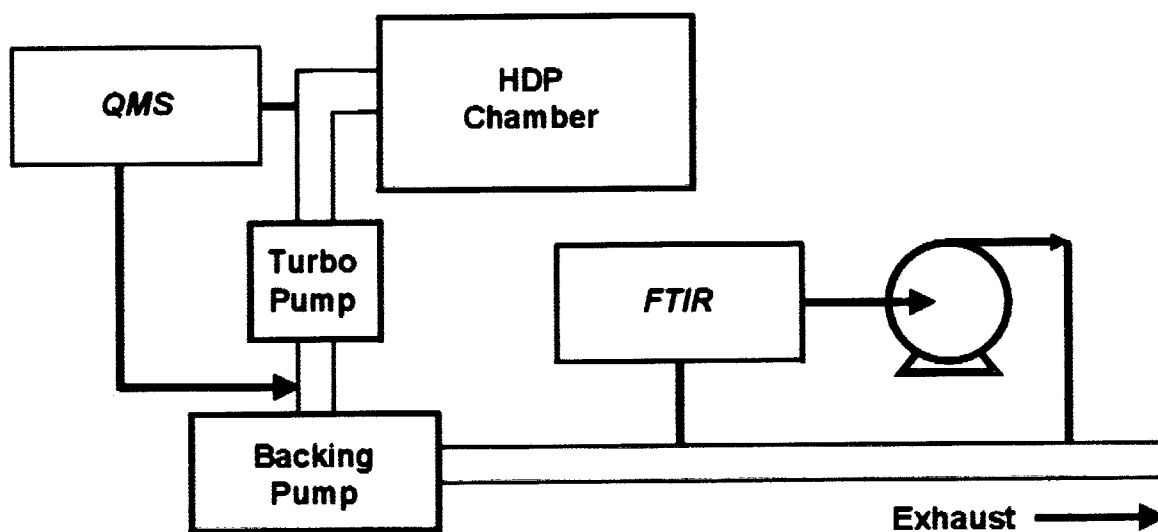 QMS
HDP
Chamber
Turbo
Pump
FTIR
Backing
Pump
Exhaust